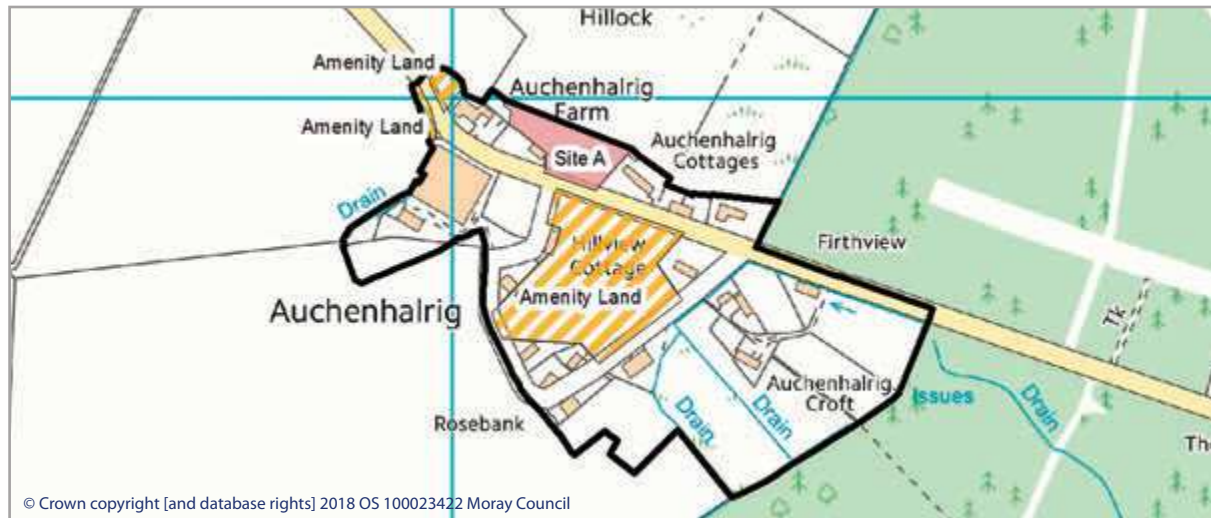 Hillock
Amenity Land
Auchenhalrig
Farm
Amenity Land
Auchenhalrig
Cottages
Site A
Drain
Firthview
Hillview
Cottage
Amenity Land
Auchenhalrig
Tk
Auchenhalrig
Croft
Issues
Rosebank
Drain
Drain
Drain
The
© Crown copyright [and database rights] 2018 OS 100023422 Moray Council